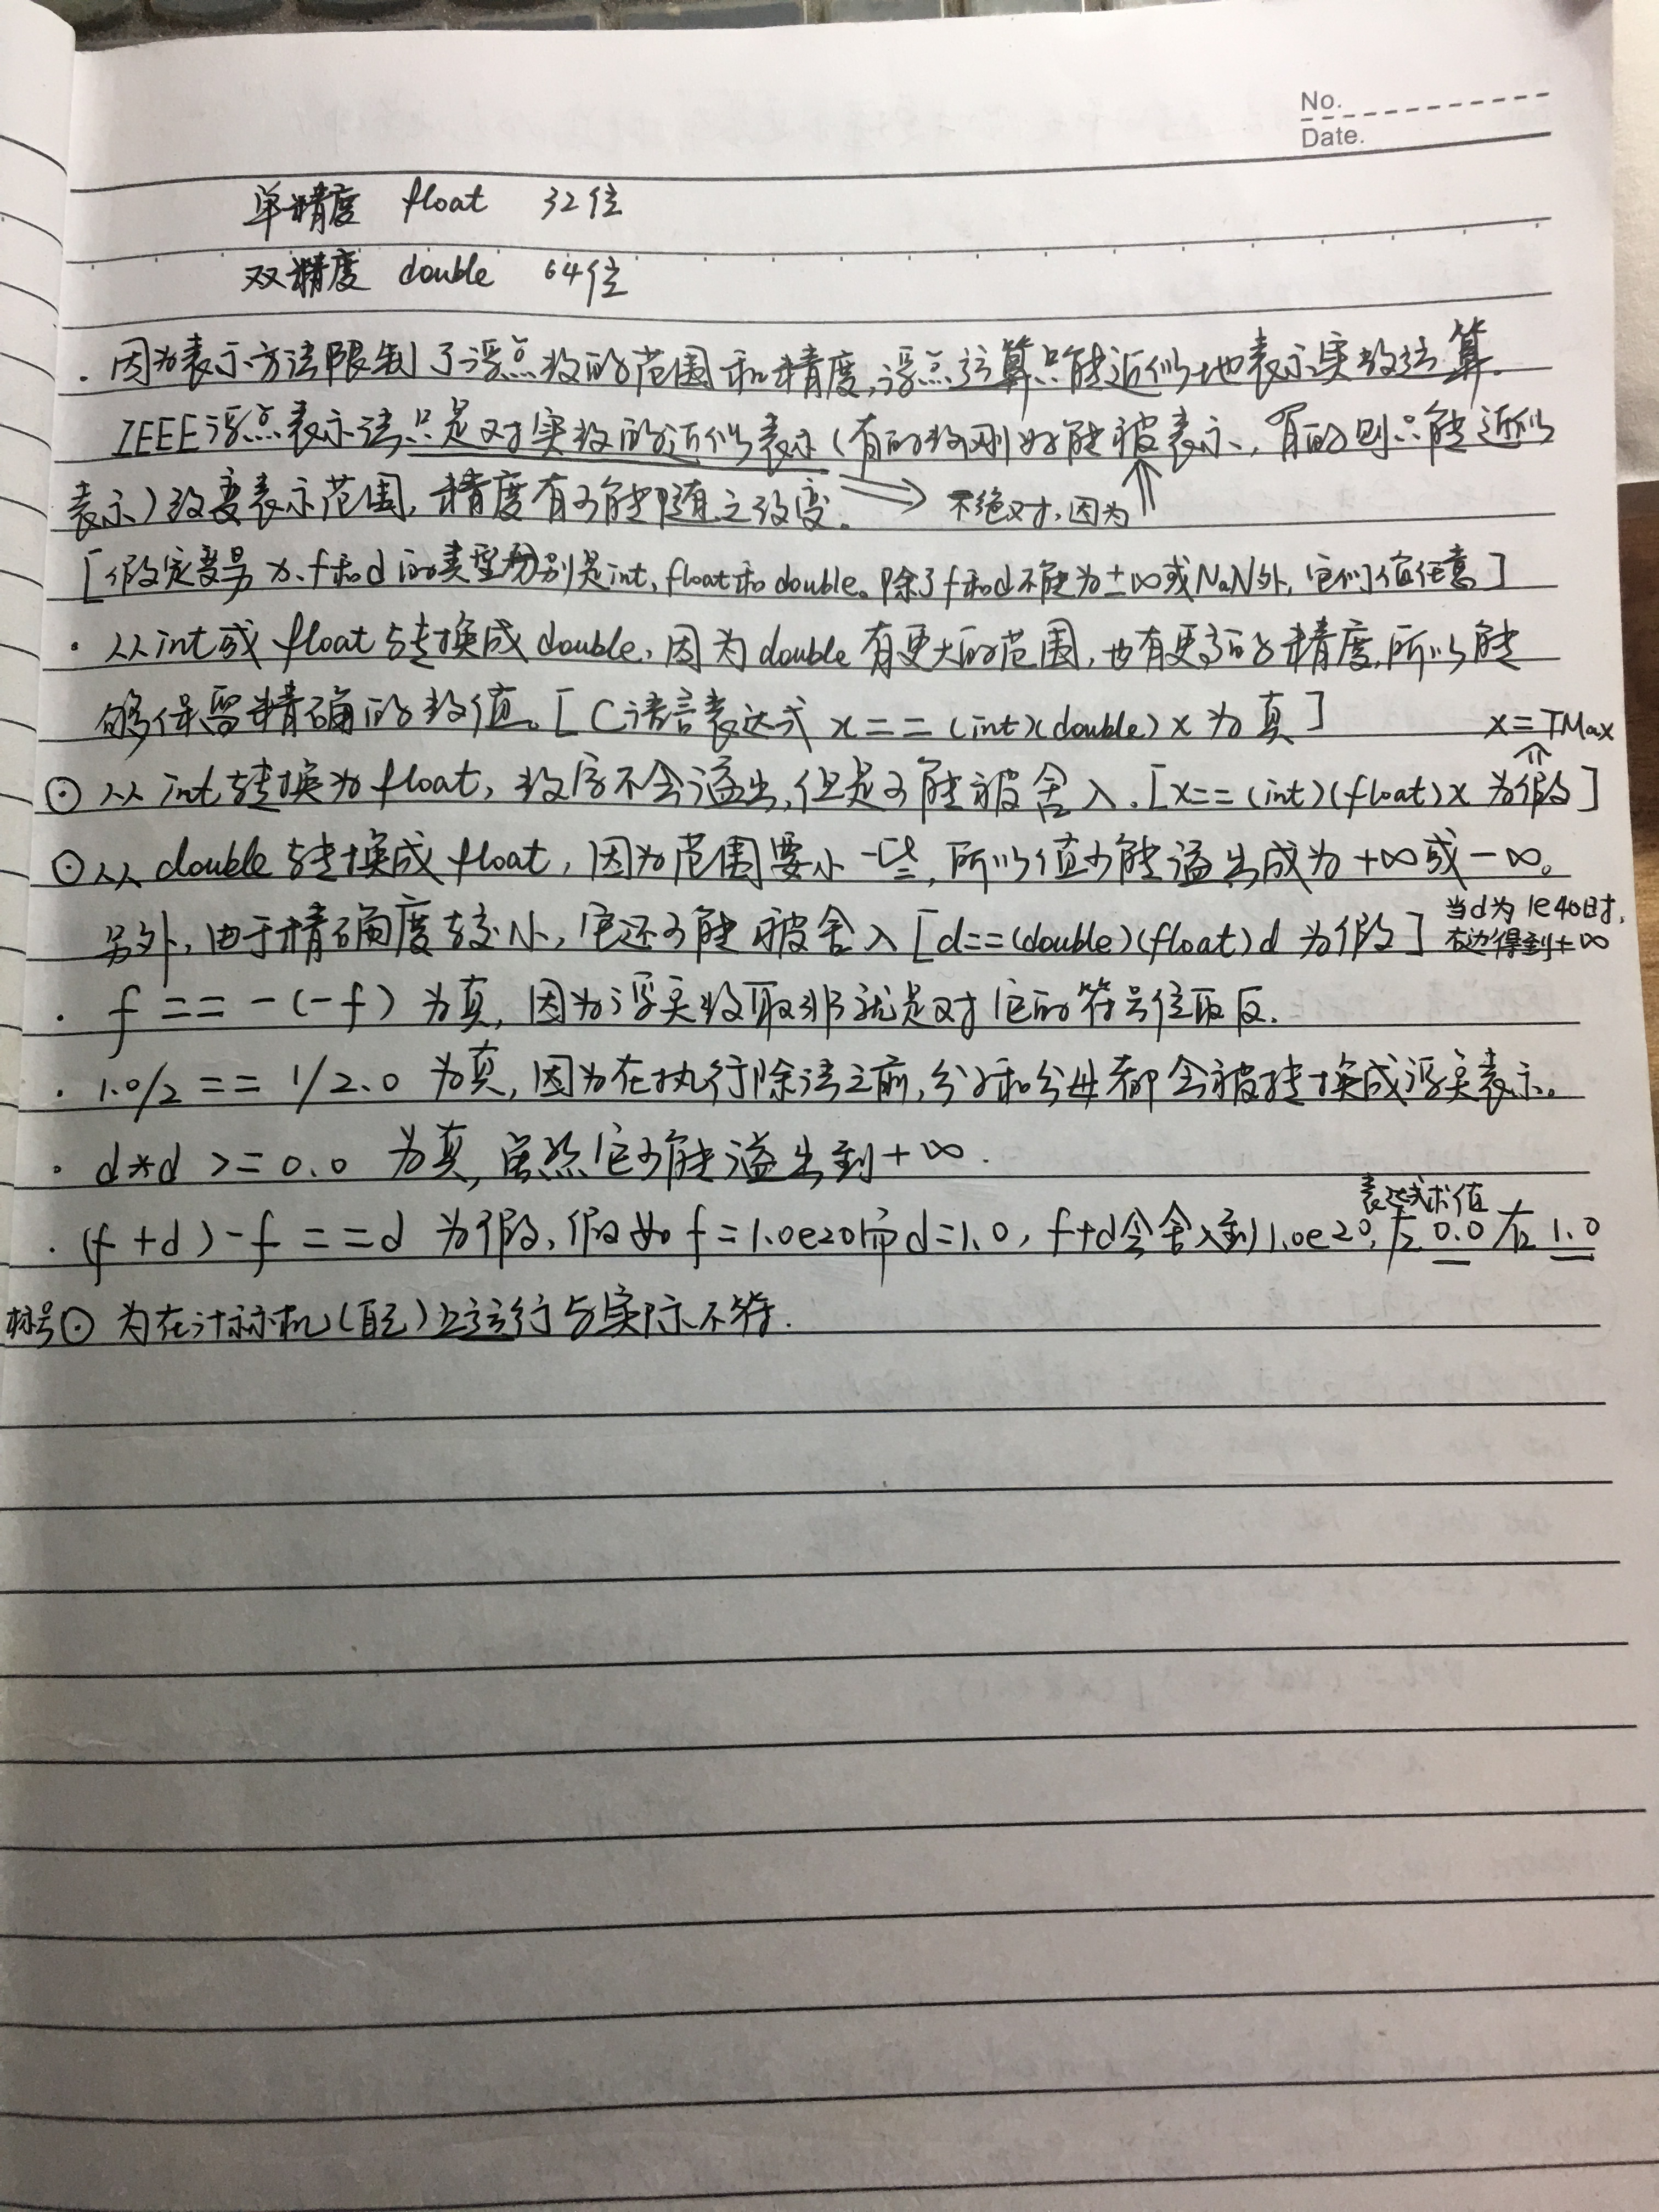 No.
Date.
单精度 float 32位
双精度 double 64位
· 因为表示方法限制了浮点数的范围和精度,浮点运算只能近似地表示实数运算.
IEEE浮点表示法只是对实数的近似表示(有的数刚好能被表示,有的则只能近似
表示)改变表示范围,精度有可能随之改变。 ⇒ 不绝对,因为⇑
[假定变量 x、f和d的类型分别是int,float和double。除了f和d不能为±∞或NaN外,它们值任意]
· 从int或float转换成double,因为double有更大的范围,也有更高的精度,所以能
够保留精确的数值。[C语言表达式 x==(int)(double)x 为真]
x=TMax
⊙ 从int转换为float,数字不会溢出,但是可能被舍入.[x==(int)(float)x 为假]
⊙从double转换成float,因为范围要小一些,所以值可能溢出成为+∞或-∞。
另外,由于精确度较小,它还可能被舍入[d==(double)(float)d 为假] 当d为1e40时,
右边得到+∞
· f == -(-f) 为真,因为浮点数取非就是对它的符号位取反.
· 1.0/2 == 1/2.0 为真,因为在执行除法之前,分子和分母都会被转换成浮点表示。
· d*d >= 0.0 为真,虽然它可能溢出到+∞.
表达式求值
· (f+d)-f==d 为假,假如f=1.0e20而d=1.0,f+d会舍入到1.0e20,左0.0右1.0
标号⊙ 为在计算机(自己)上运行与实际不符.